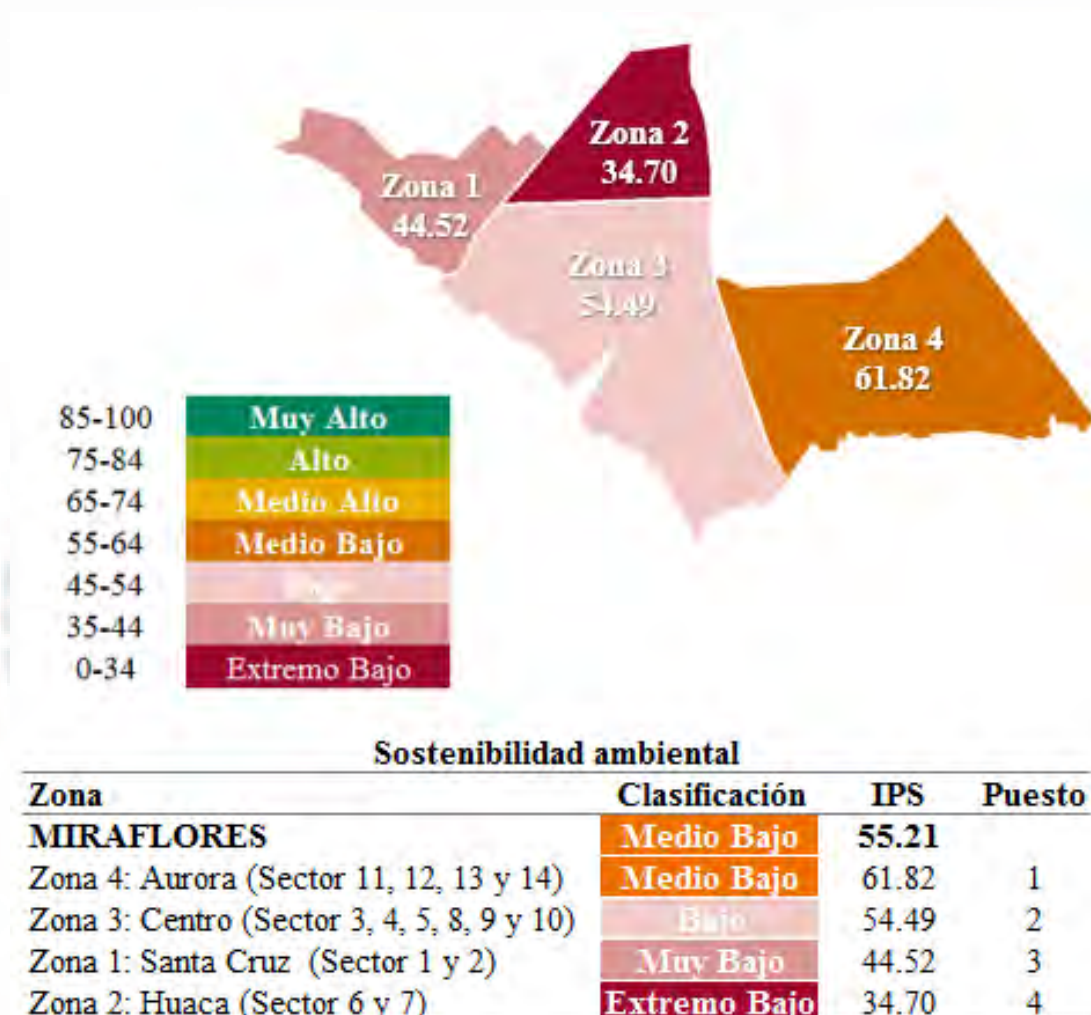 Zona 2
34.70
Zona 1
44.52
Zona 3
54.49
Zona 4
61.82
85-100 Muy Alto
75-84 Alto
65-74 Medio Alto
55-64 Medio Bajo
45-54
35-44 Muy Bajo
0-34 Extremo Bajo
Sostenibilidad ambiental
Zona Clasificación IPS Puesto
MIRAFLORES Medio Bajo 55.21
Zona 4: Aurora (Sector 11, 12, 13 y 14) Medio Bajo 61.82 1
Zona 3: Centro (Sector 3, 4, 5, 8, 9 y 10) Bajo 54.49 2
Zona 1: Santa Cruz (Sector 1 y 2) Muy Bajo 44.52 3
Zona 2: Huaca (Sector 6 y 7) Extremo Bajo 34.70 4